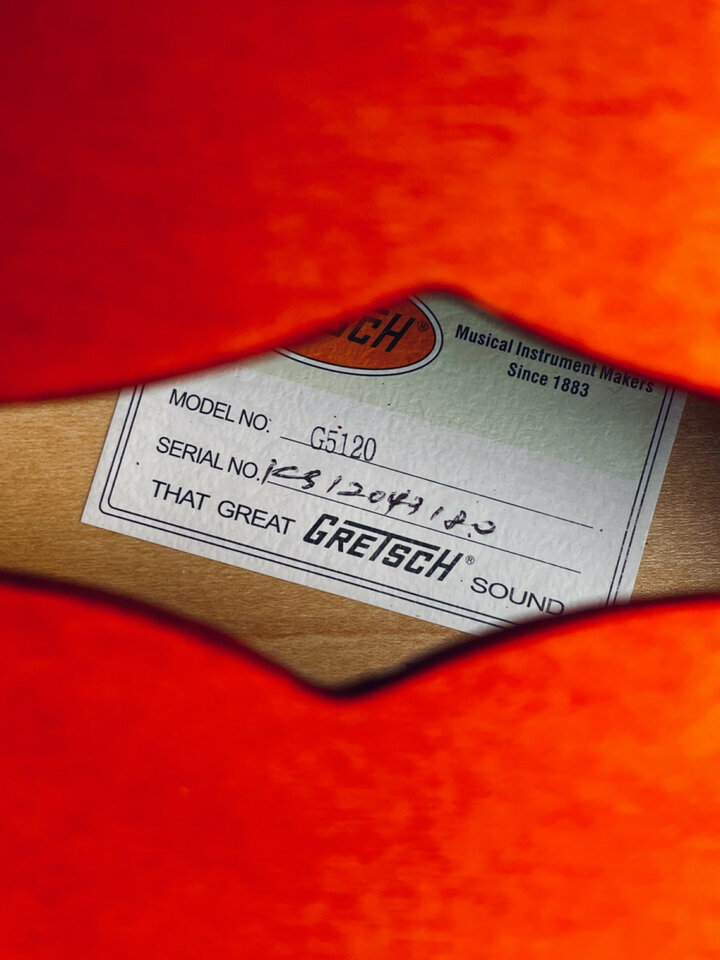 Musical Instrument Makers
Since 1883
MODEL NO. G5120
SERIAL NO.
THAT GREAT GRETSCH® SOUND